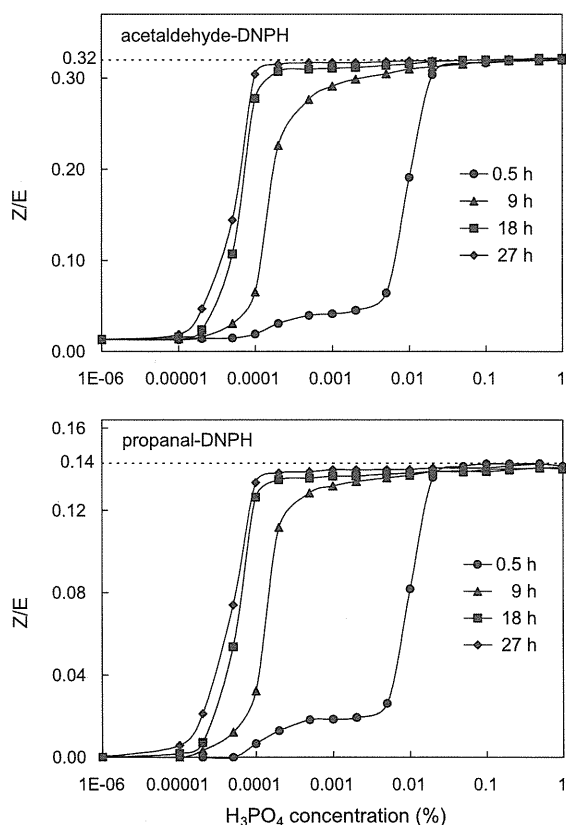 acetaldehyde-DNPH
0.32
0.30
0.20
0.10
0.00
Z/E
0.5 h
9 h
18 h
27 h
1E-06 0.00001 0.0001 0.001 0.01 0.1 1
propanal-DNPH
0.16
0.14
0.12
0.08
0.04
0.00
Z/E
0.5 h
9 h
18 h
27 h
1E-06 0.00001 0.0001 0.001 0.01 0.1 1
H₃PO₄ concentration (%)